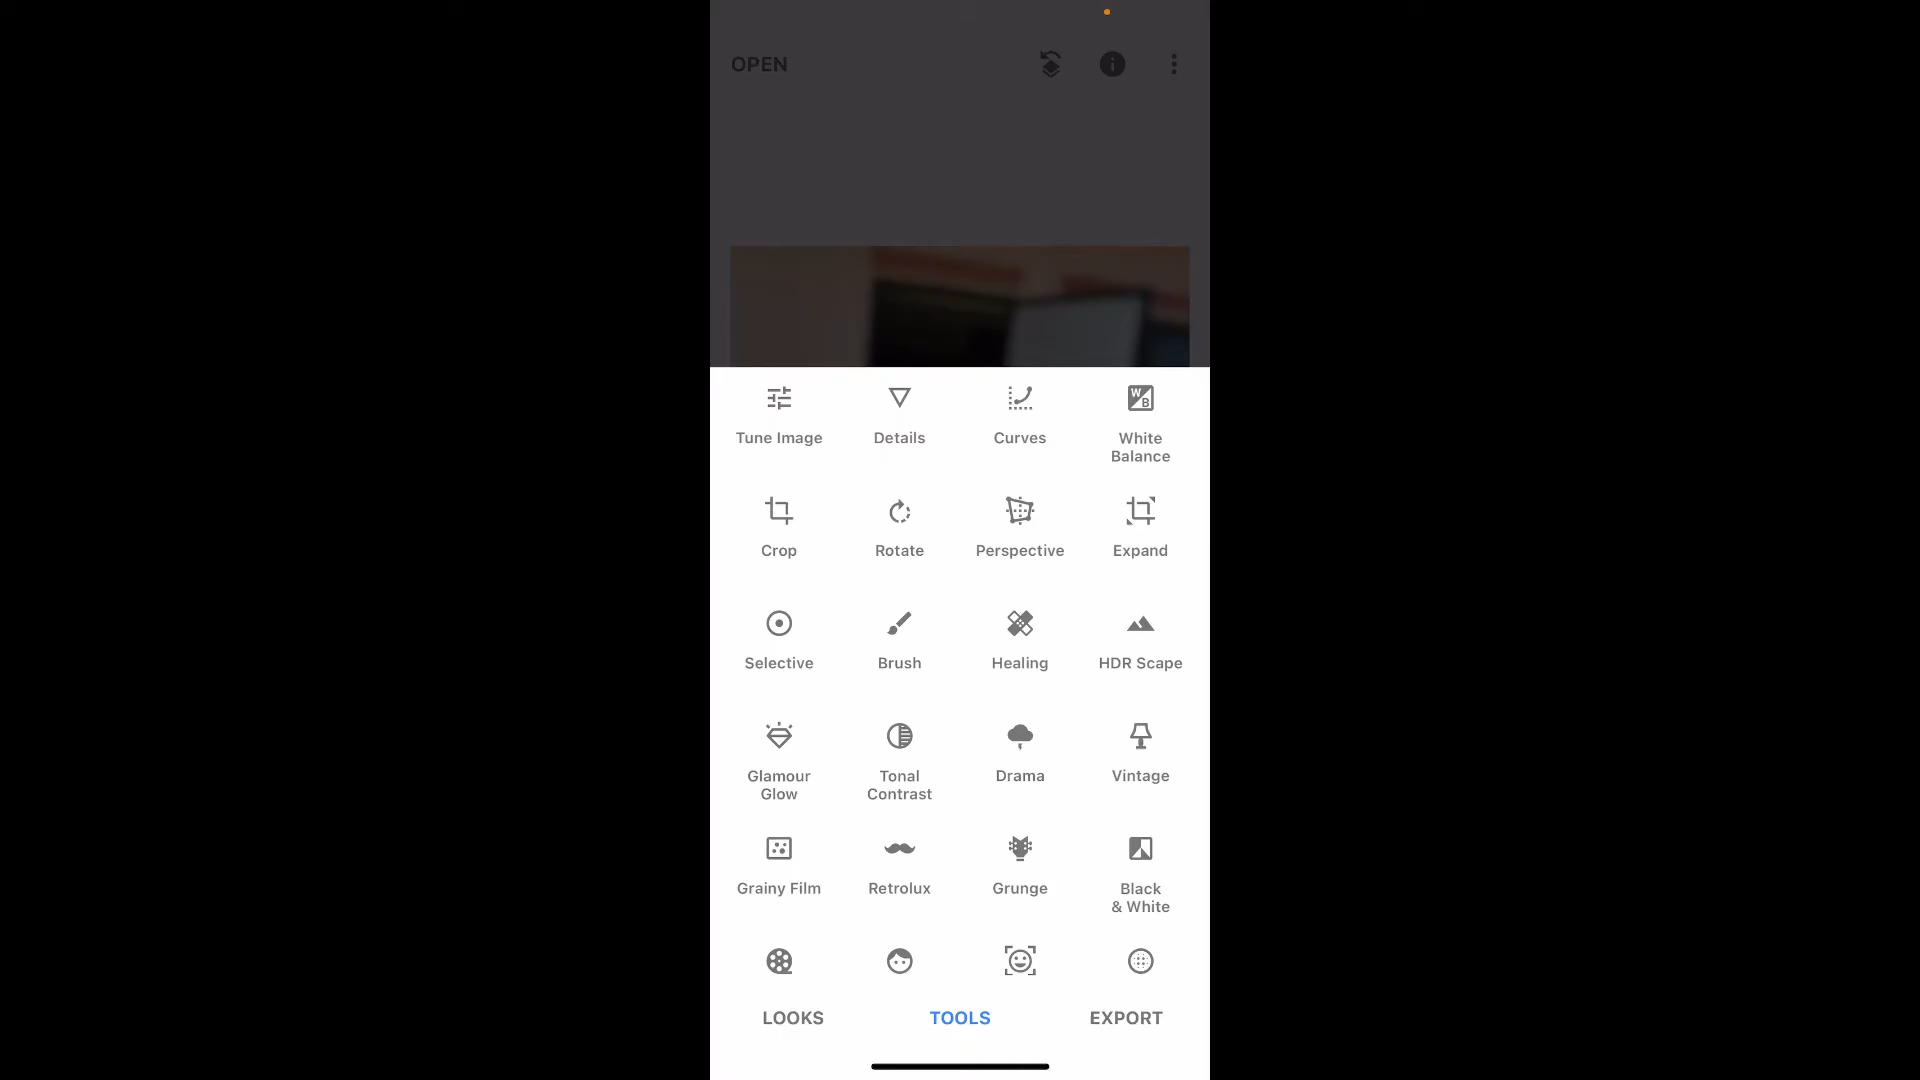 OPEN
Tune Image
Details
Curves
White
Balance
Crop
Rotate
Perspective
Expand
Selective
Brush
Healing
HDR Scape
Glamour
Glow
Tonal
Contrast
Drama
Vintage
Grainy Film
Retrolux
Grunge
Black
& White
LOOKS
TOOLS
EXPORT